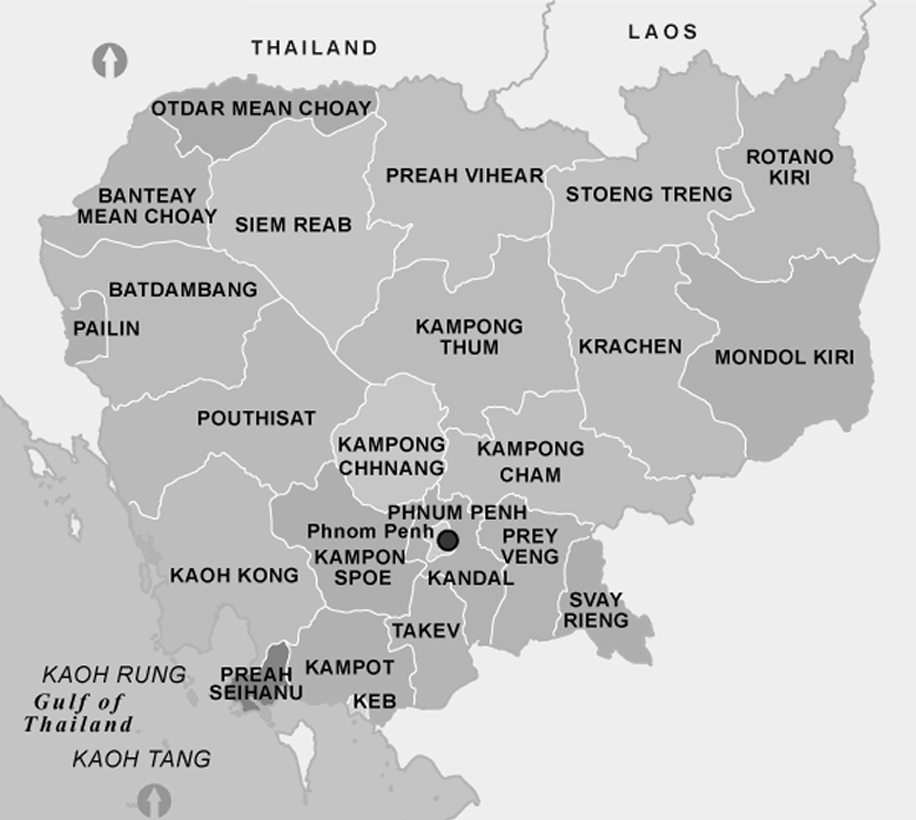 LAOS
THAILAND
OTDAR MEAN CHOAY
ROTANO
KIRI
PREAH VIHEAR
STOENG TRENG
BANTEAY
MEAN CHOAY
SIEM REAB
BATDAMBANG
PAILIN
KAMPONG
THUM
KRACHEN
MONDOL KIRI
POUTHISAT
KAMPONG
CHHNANG
KAMPONG
CHAM
PHNUM PENH
Phnom Penh
PREY
VENG
KAMPON
SPOE
KAOH KONG
KANDAL
SVAY
RIENG
TAKEV
KAOH RUNG
PREAH
SEIHANU
KAMPOT
KEB
Gulf of
Thailand
KAOH TANG